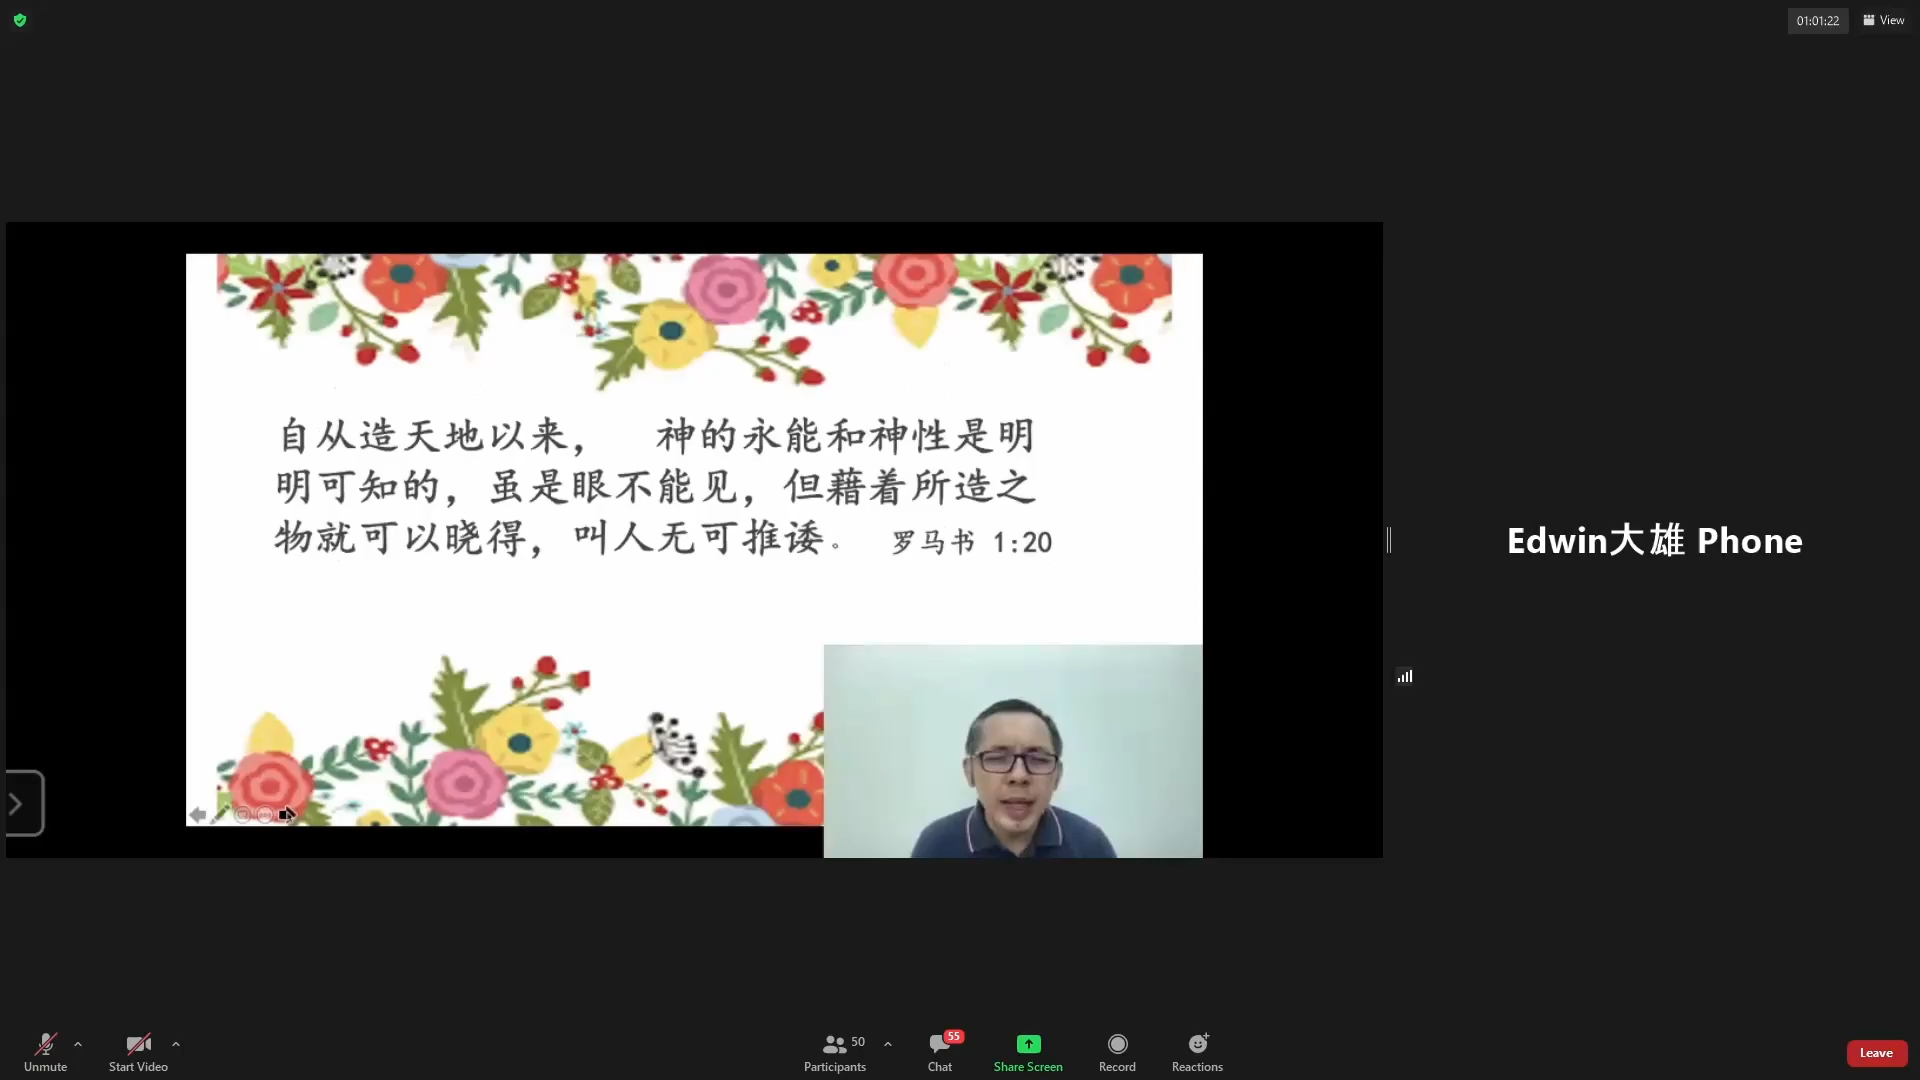 01:01:22
View
自从造天地以来， 神的永能和神性是明
明可知的，虽是眼不能见，但藉着所造之
物就可以晓得，叫人无可推诿。 罗马书 1:20
Edwin大雄 Phone
Unmute
Start Video
50
Participants
55
Chat
Share Screen
Record
Reactions
Leave